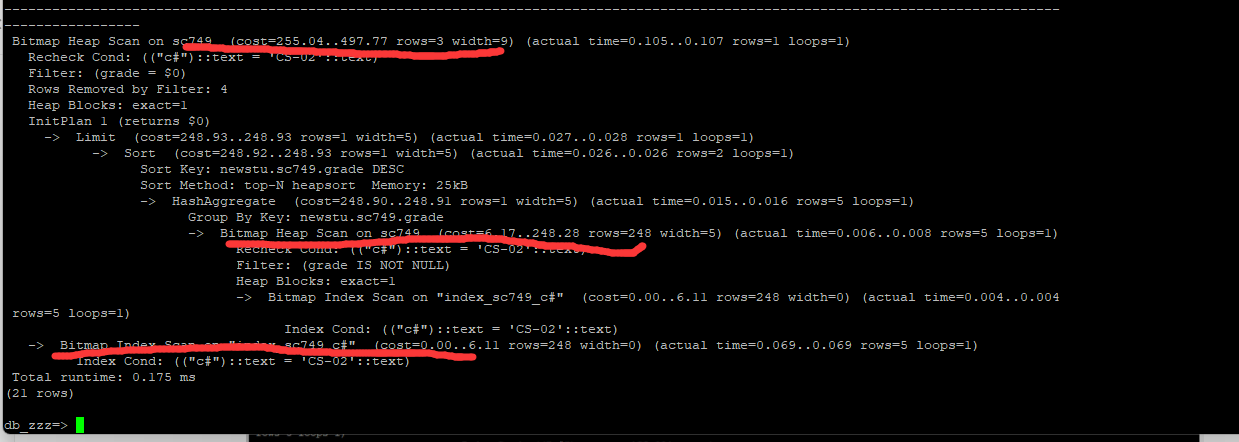 Bitmap Heap Scan on sc749  (cost=255.04..497.77 rows=3 width=9) (actual time=0.105..0.107 rows=1 loops=1)
Recheck Cond: (("c#")::text = 'CS-02'::text)
Filter: (grade = $0)
Rows Removed by Filter: 4
Heap Blocks: exact=1
InitPlan 1 (returns $0)
->  Limit  (cost=248.93..248.93 rows=1 width=5) (actual time=0.027..0.028 rows=1 loops=1)
->  Sort  (cost=248.92..248.93 rows=1 width=5) (actual time=0.026..0.026 rows=2 loops=1)
Sort Key: newstu.sc749.grade DESC
Sort Method: top-N heapsort  Memory: 25kB
->  HashAggregate  (cost=248.90..248.91 rows=1 width=5) (actual time=0.015..0.016 rows=5 loops=1)
Group By Key: newstu.sc749.grade
->  Bitmap Heap Scan on sc749  (cost=6.17..248.28 rows=248 width=5) (actual time=0.006..0.008 rows=5 loops=1)
Recheck Cond: (("c#")::text = 'CS-02'::text)
Filter: (grade IS NOT NULL)
Heap Blocks: exact=1
->  Bitmap Index Scan on "index_sc749_c#"  (cost=0.00..6.11 rows=248 width=0) (actual time=0.004..0.004
rows=5 loops=1)
Index Cond: (("c#")::text = 'CS-02'::text)
->  Bitmap Index Scan on "index_sc749_c#"  (cost=0.00..6.11 rows=248 width=0) (actual time=0.069..0.069 rows=5 loops=1)
Index Cond: (("c#")::text = 'CS-02'::text)
Total runtime: 0.175 ms
(21 rows)
db_zzz=>